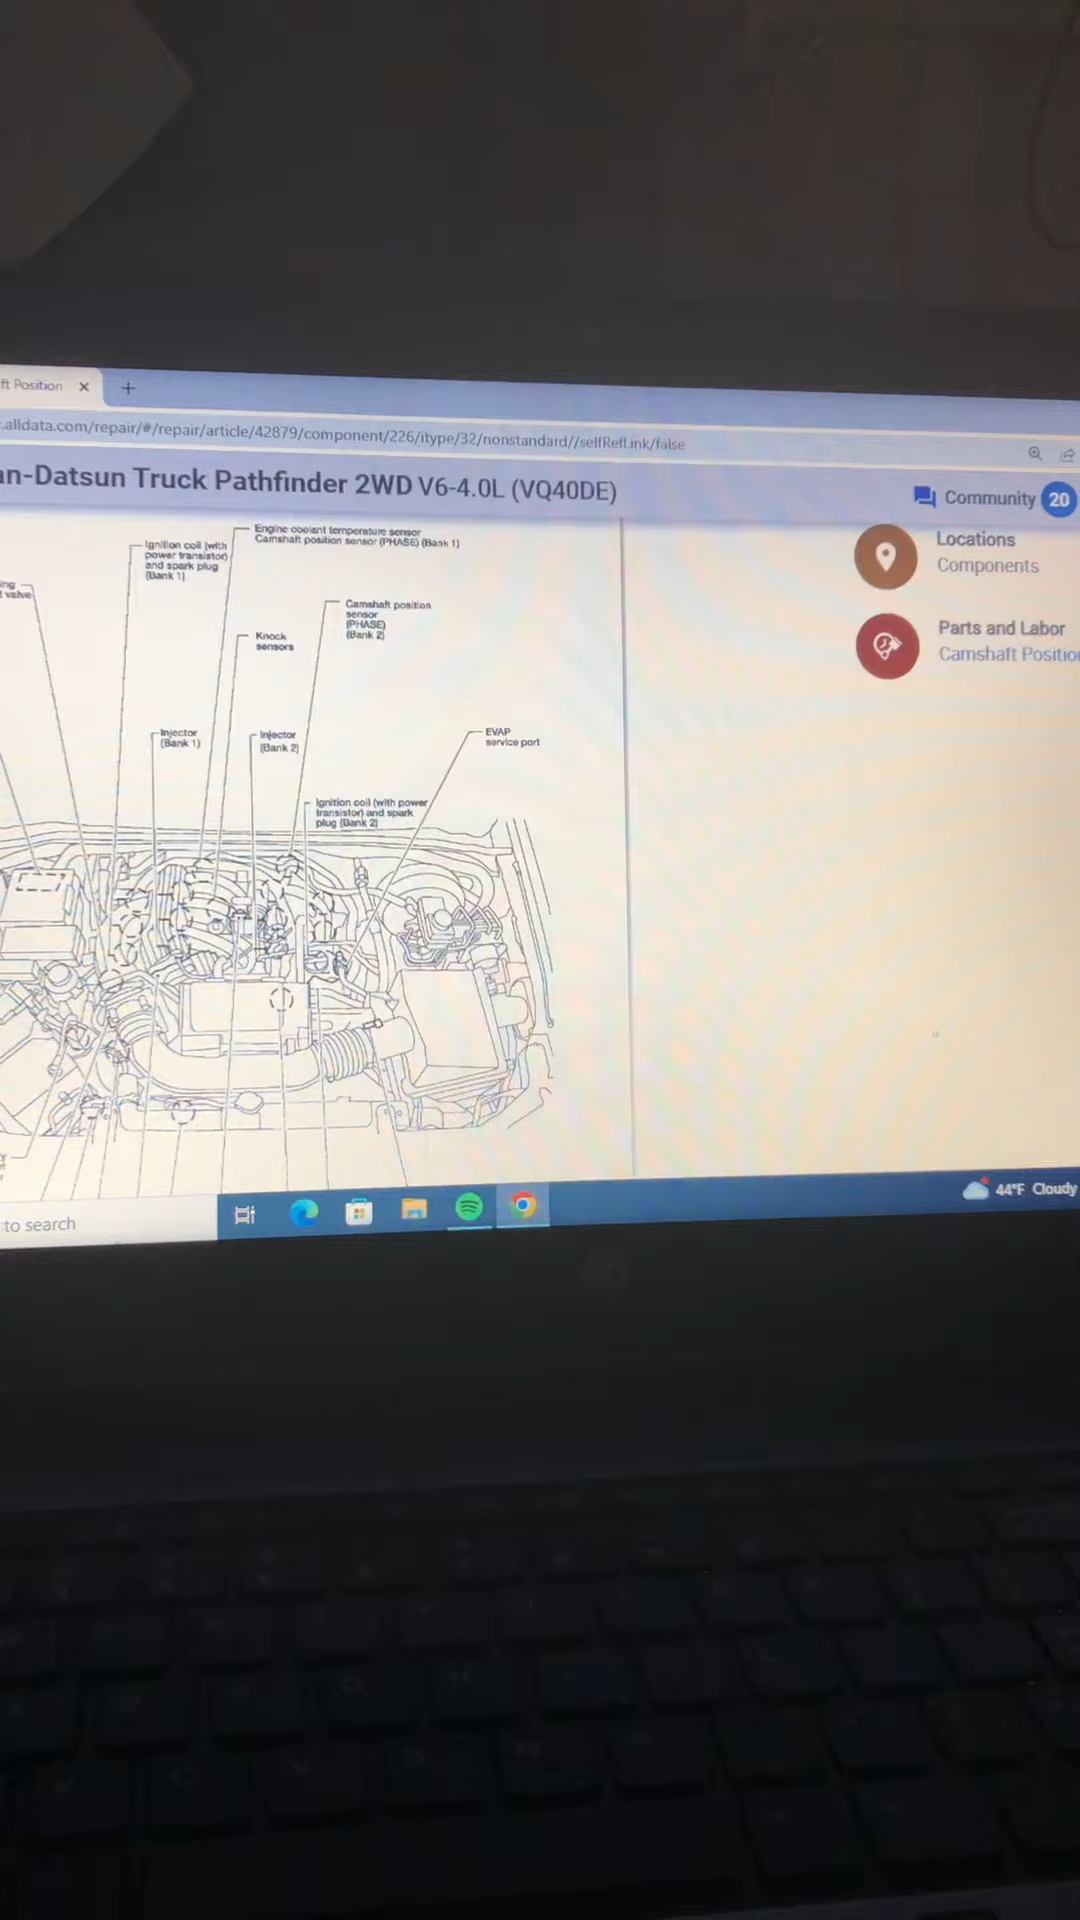 ft Position
.alldata.com/repair/#/repair/article/42879/component/226/itype/32/nonstandard//selfRefLink/false
an-Datsun Truck Pathfinder 2WD V6-4.0L (VQ40DE)
Community 20
Engine coolant temperature sensor
Camshaft position sensor (PHASE) (Bank 1)
Ignition coil (with
power transistor)
and spark plug
(Bank 1)
valve
Camshaft position
sensor
(PHASE)
(Bank 2)
Knock
sensors
Injector
(Bank 1)
Injector
(Bank 2)
EVAP
service port
Ignition coil (with power
transistor) and spark
plug (Bank 2)
Locations
Components
Parts and Labor
Camshaft Position
to search
44°F Cloudy